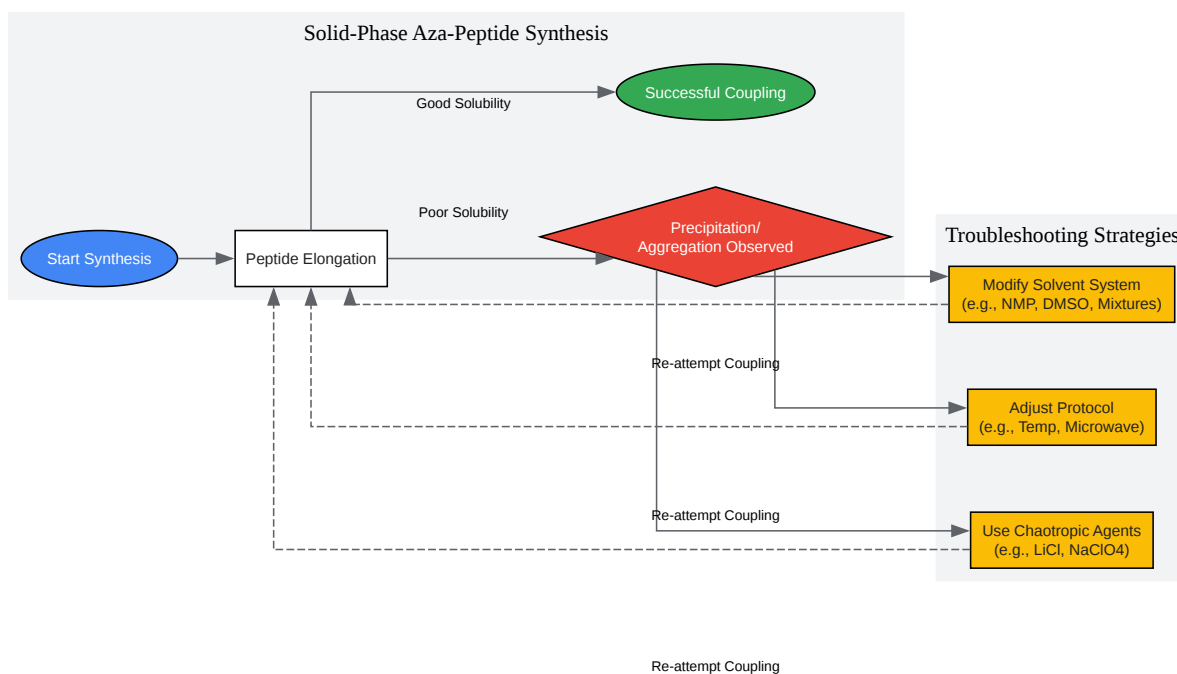 Solid-Phase Aza-Peptide Synthesis
Successful Coupling
Good Solubility
Poor Solubility
Precipitation/
Aggregation Observed
Start Synthesis
Peptide Elongation
Troubleshooting Strategies
Modify Solvent System
(e.g., NMP, DMSO, Mixtures)
Re-attempt Coupling
Adjust Protocol
(e.g., Temp, Microwave)
Re-attempt Coupling
Use Chaotropic Agents
(e.g., LiCl, NaClO4)
Re-attempt Coupling